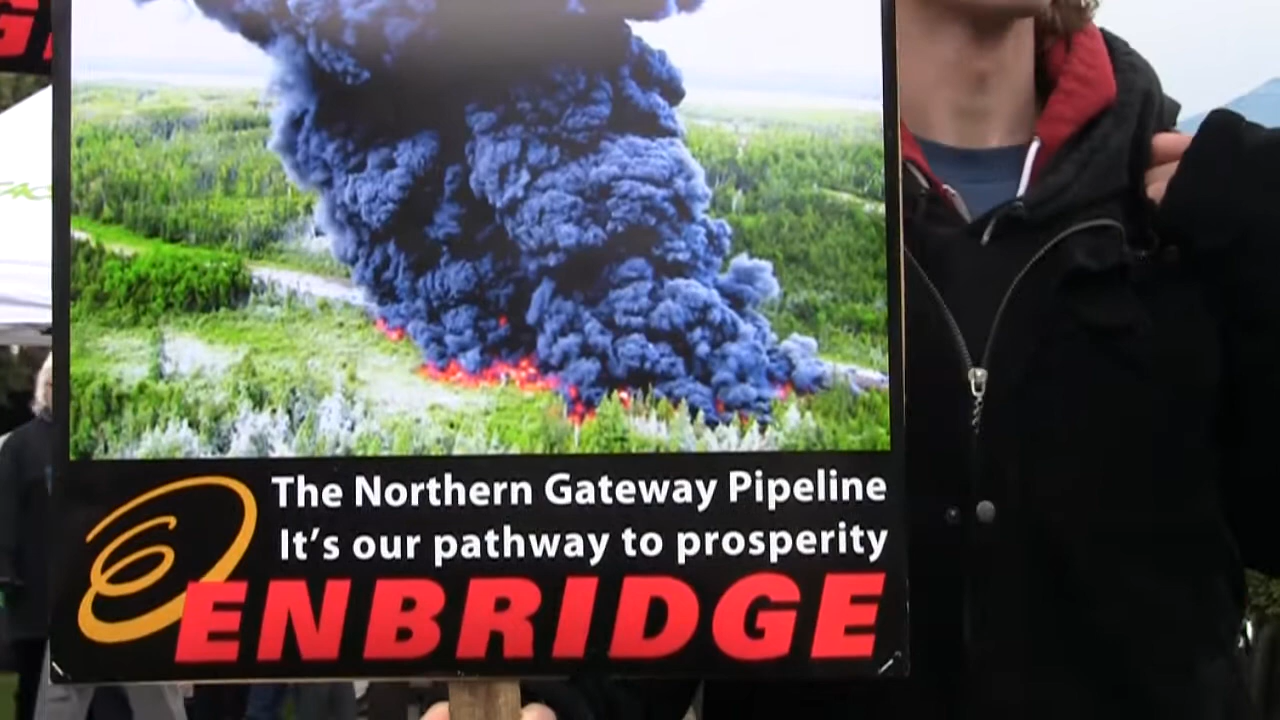 The Northern Gateway Pipeline
It's our pathway to prosperity
ENBRIDGE